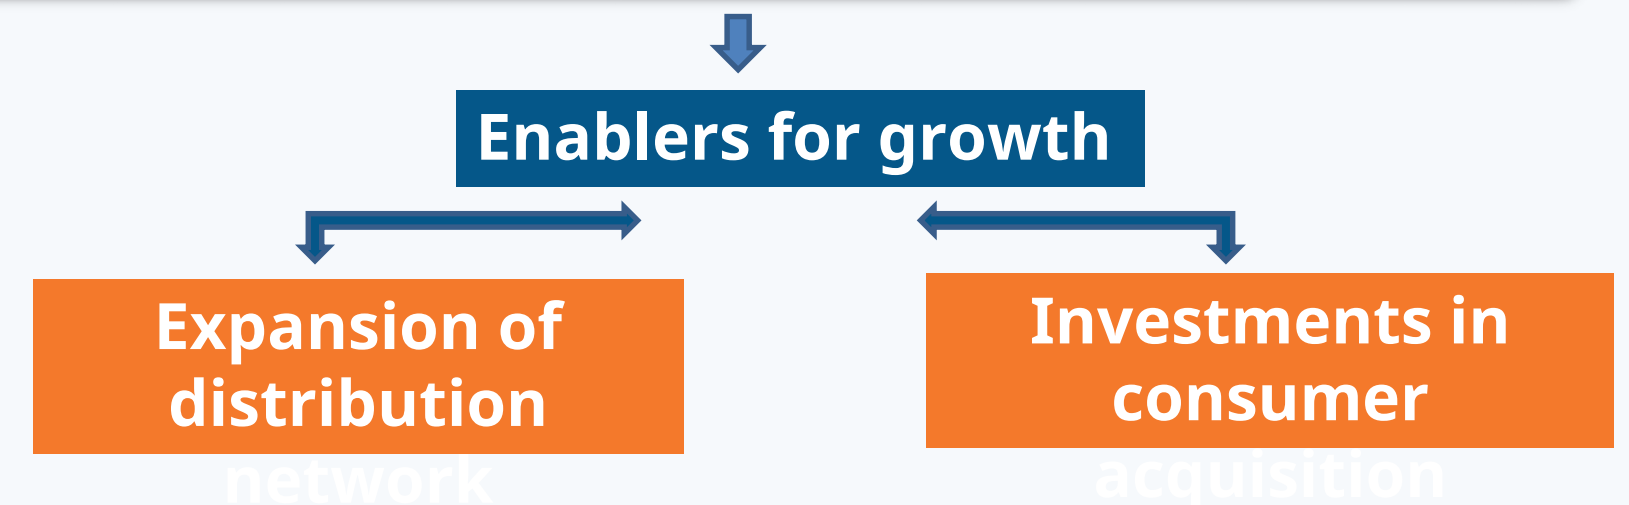 Enablers for growth
Expansion of
distribution
network
Investments in
consumer
acquisition